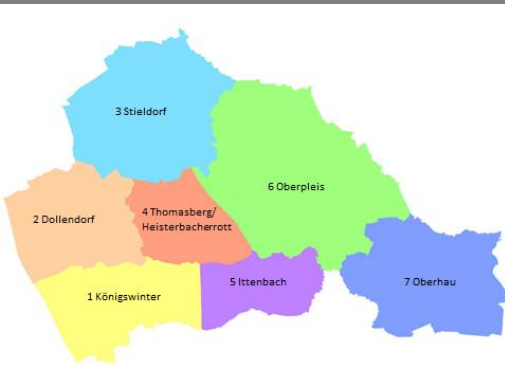 3 Stieldorf
6 Oberpleis
4 Thomasberg/
Heisterbacherrott
2 Dollendorf
5 Ittenbach
7 Oberhau
1 Königswinter